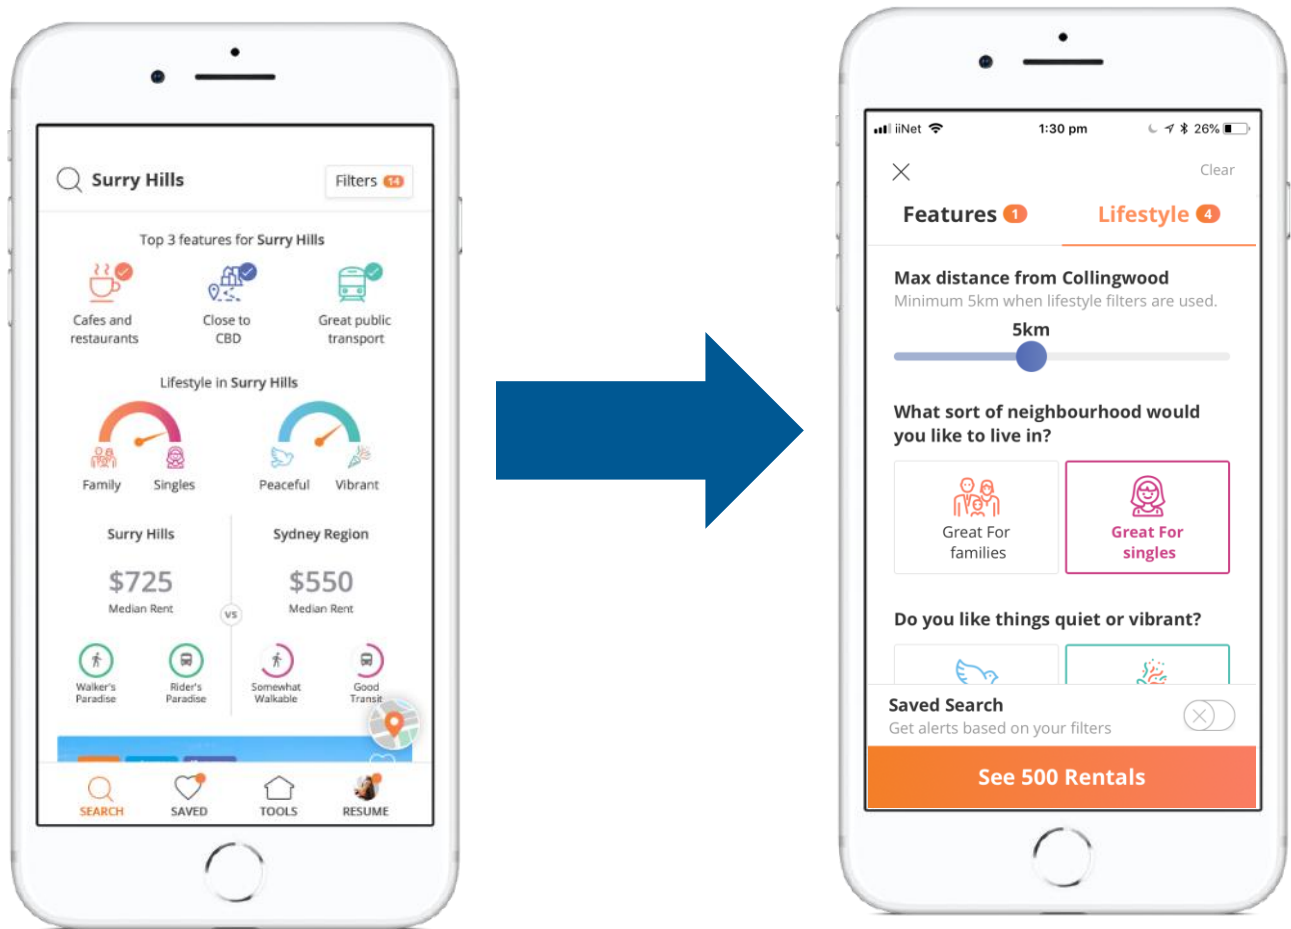 Surry Hills
Filters 14
Top 3 features for Surry Hills
Cafes and
restaurants
Close to
CBD
Great public
transport
Lifestyle in Surry Hills
Family
Singles
Peaceful
Vibrant
Surry Hills
Sydney Region
$725
$550
Median Rent
Median Rent
VS
Walker's
Paradise
Rider's
Paradise
Somewhat
Walkable
Good
Transit
SEARCH
SAVED
TOOLS
RESUME
iiNet
1:30 pm
26%
Clear
Features 1
Lifestyle 4
Max distance from Collingwood
Minimum 5km when lifestyle filters are used.
5km
What sort of neighbourhood would
you like to live in?
Great For
families
Great For
singles
Do you like things quiet or vibrant?
Saved Search
Get alerts based on your filters
See 500 Rentals